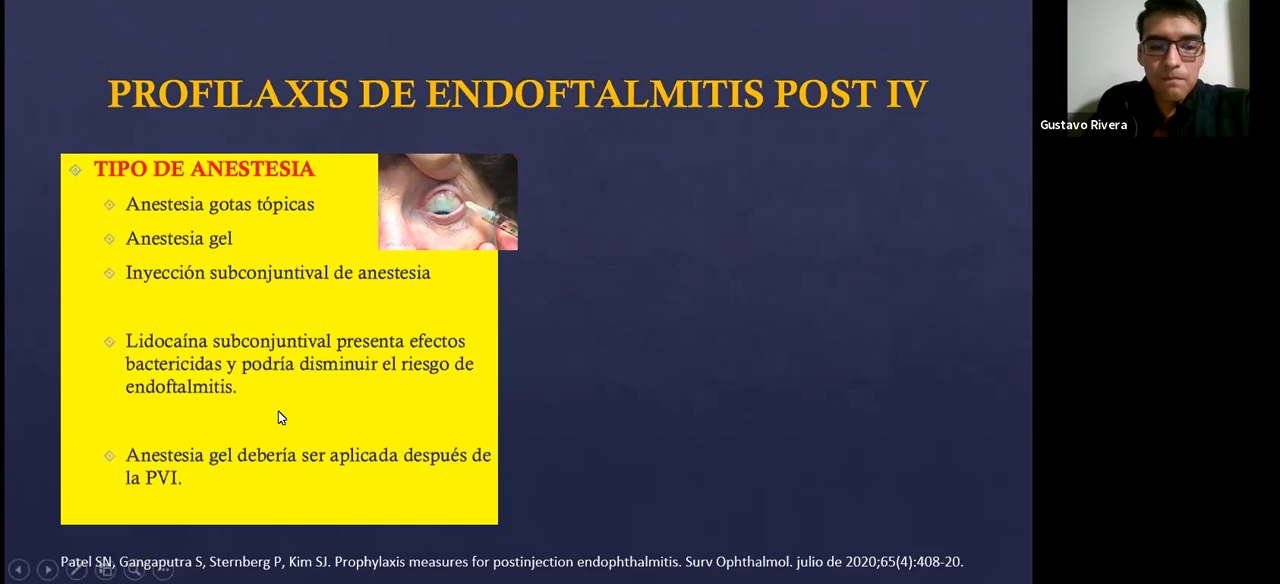 PROFILAXIS DE ENDOFTALMITIS POST IV
TIPO DE ANESTESIA
Anestesia gotas tópicas
Anestesia gel
Inyección subconjuntival de anestesia
Lidocaína subconjuntival presenta efectos
bactericidas y podría disminuir el riesgo de
endoftalmitis.
Anestesia gel debería ser aplicada después de
la PVI.
Patel SN, Gangaputra S, Sternberg P, Kim SJ. Prophylaxis measures for postinjection endophthalmitis. Surv Ophthalmol. julio de 2020;65(4):408-20.
Gustavo Rivera